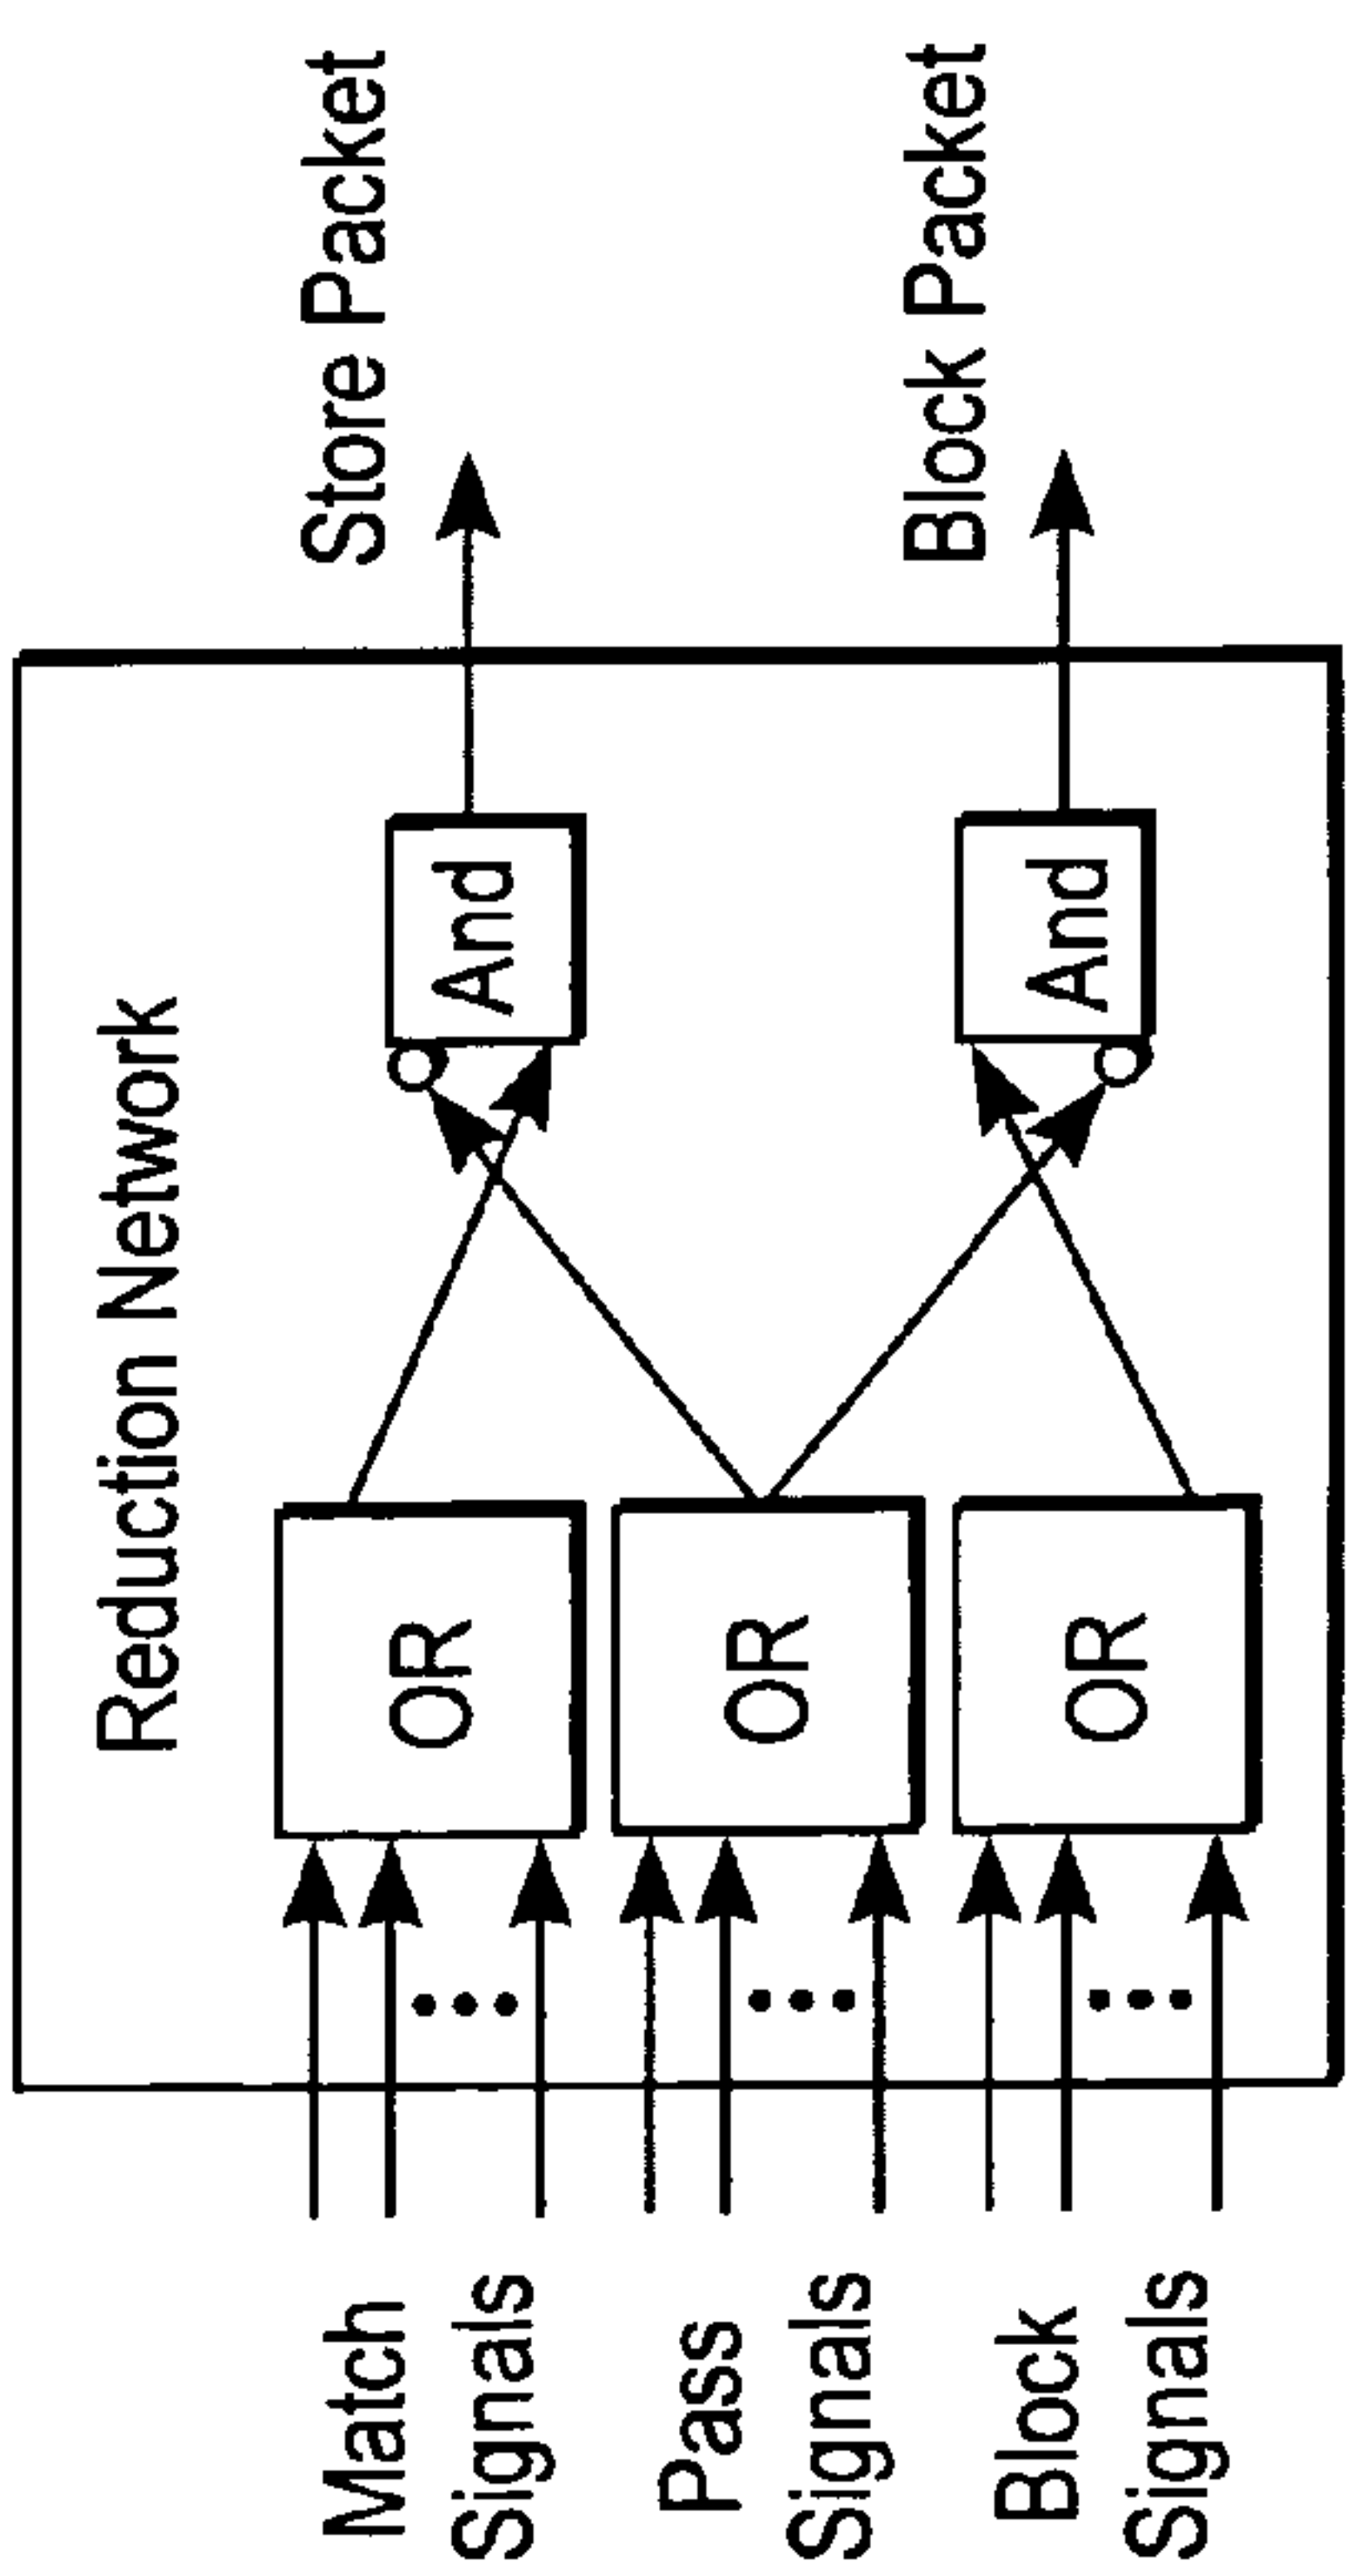 Reduction Network
Match
Signals
OR
And
Store Packet
Pass
Signals
OR
Block
Signals
OR
And
Block Packet